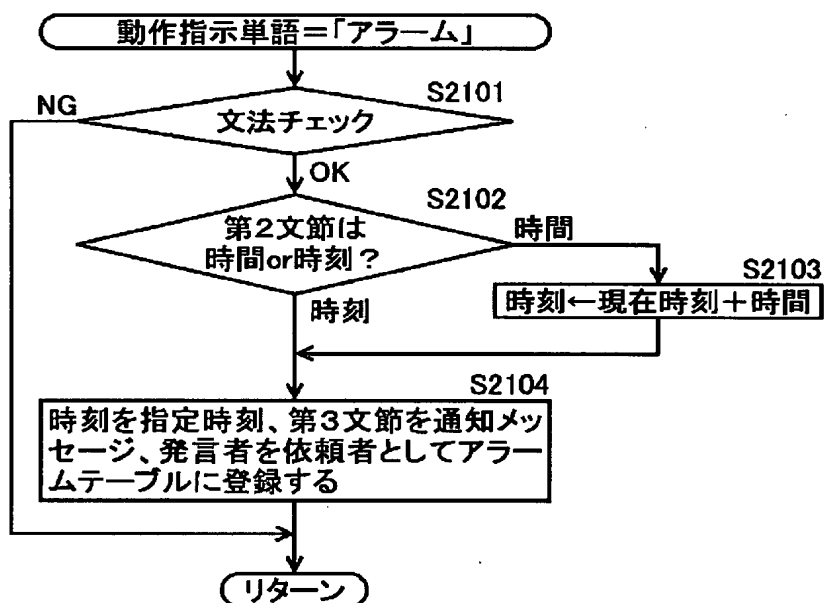 動作指示単語＝「アラーム」
S2101
NG
文法チェック
OK
S2102
第2文節は
時間or時刻？
時間
S2103
時刻←現在時刻＋時間
時刻
S2104
時刻を指定時刻、第3文節を通知メッ
セージ、発言者を依頼者としてアラー
ムテーブルに登録する
リターン